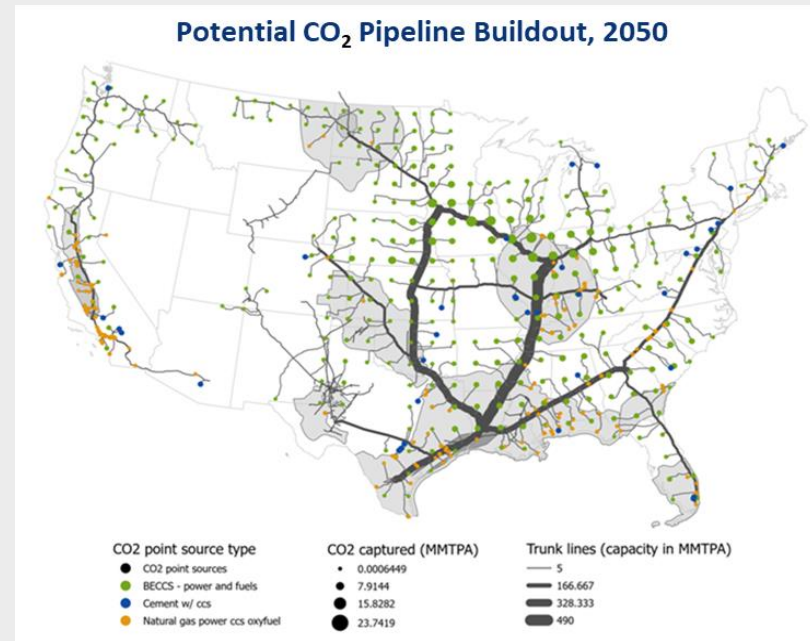 Potential CO₂ Pipeline Buildout, 2050
CO2 point source type
CO2 point sources
BECCS - power and fuels
Cement w/ ccs
Natural gas power ccs oxyfuel
CO2 captured (MMTPA)
0.0006449
7.9144
15.8282
23.7419
Trunk lines (capacity in MMTPA)
5
166.667
328.333
490